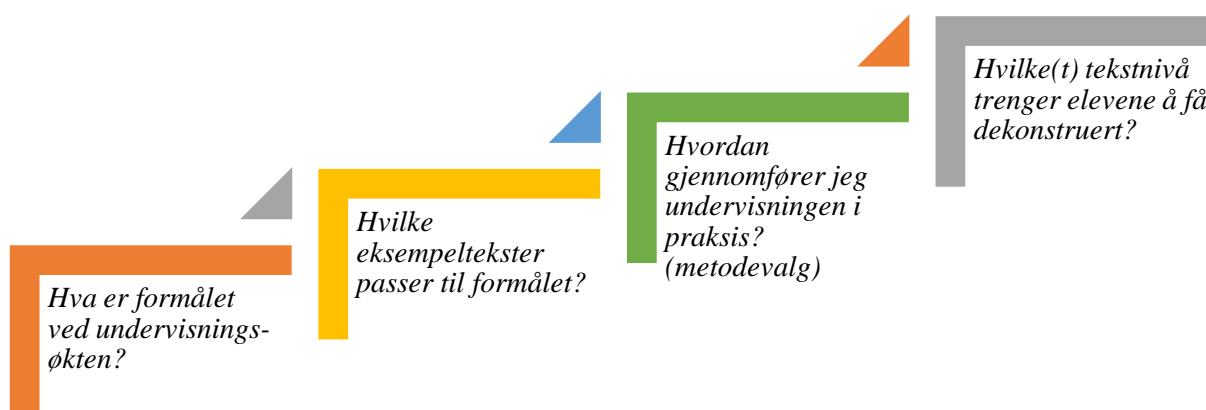 Hva er formålet
ved undervisnings-
økten?
Hvilke
eksempeltekster
passer til formålet?
Hvordan
gjennomfører jeg
undervisningen i
praksis?
(metodevalg)
Hvilke(t) tekstnivå
trenger elevene å få
dekonstruert?